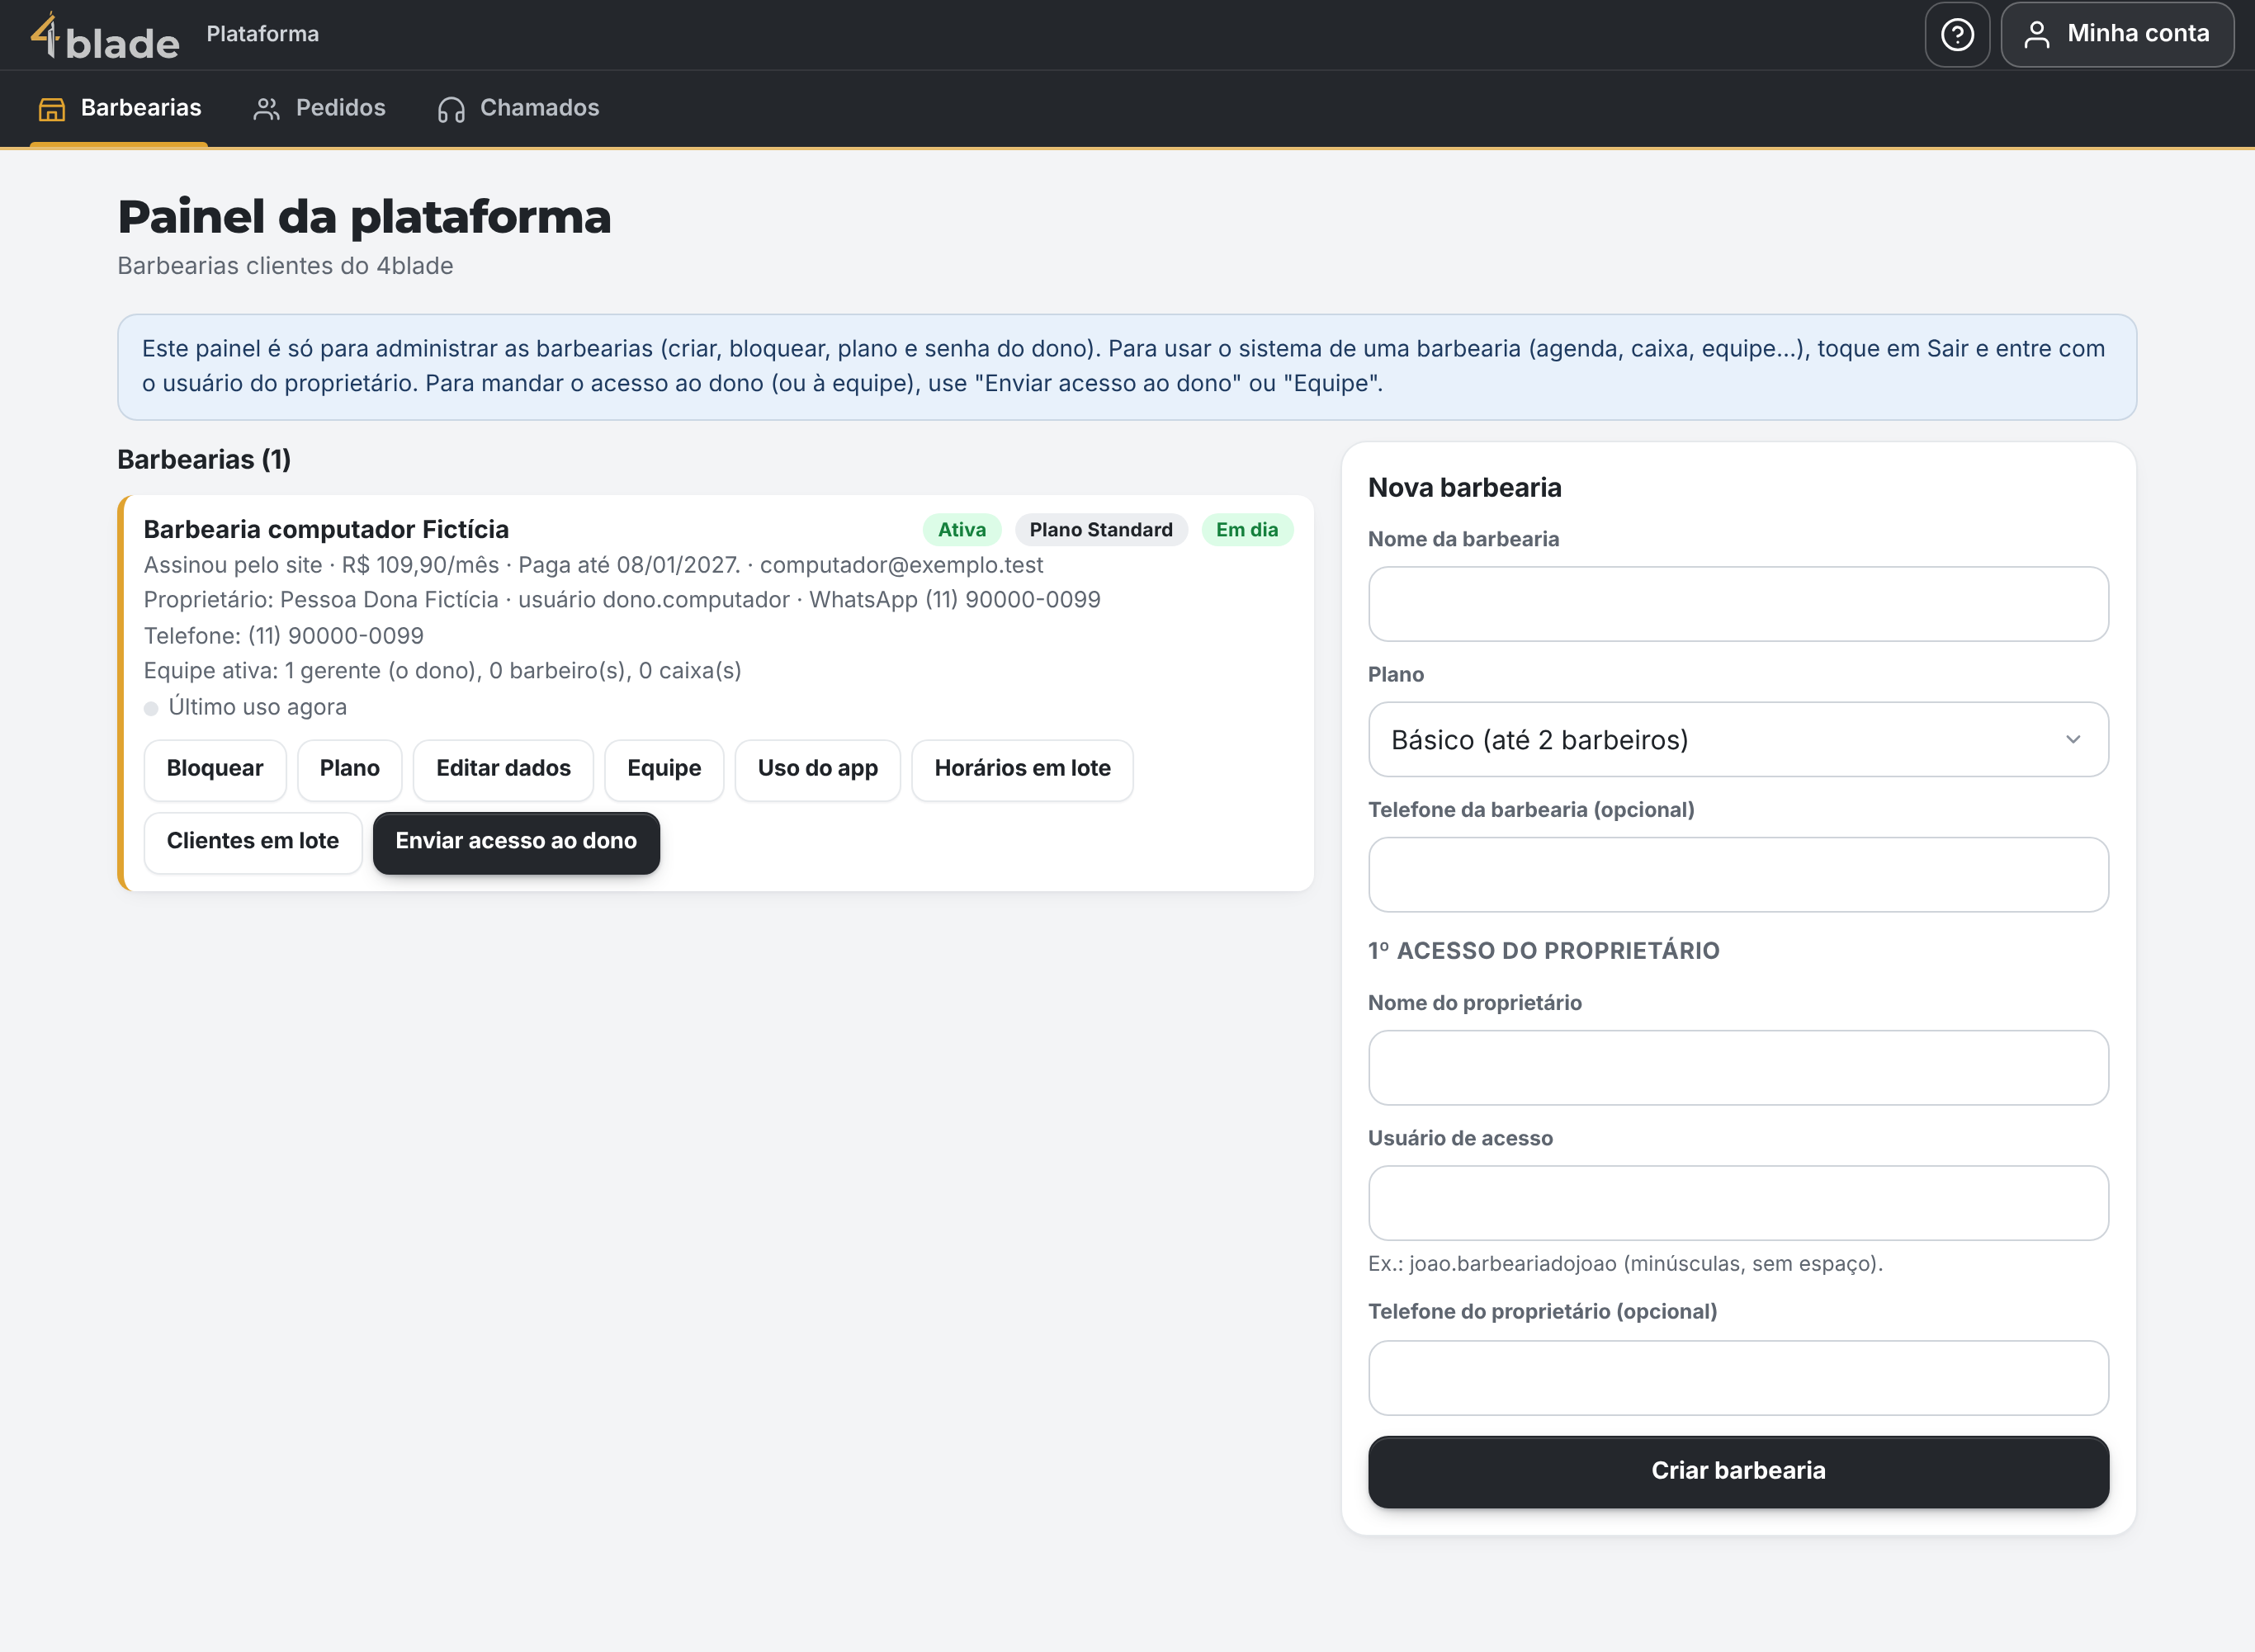 4blade
Plataforma
Minha conta
Barbearias
Pedidos
Chamados
Painel da plataforma
Barbearias clientes do 4blade
Este painel é só para administrar as barbearias (criar, bloquear, plano e senha do dono). Para usar o sistema de uma barbearia (agenda, caixa, equipe...), toque em Sair e entre com
o usuário do proprietário. Para mandar o acesso ao dono (ou à equipe), use "Enviar acesso ao dono" ou "Equipe".
Barbearias (1)
Barbearia computador Fictícia
Ativa
Plano Standard
Em dia
Assinou pelo site · R$ 109,90/mês · Paga até 08/01/2027. · computador@exemplo.test
Proprietário: Pessoa Dona Fictícia · usuário dono.computador · WhatsApp (11) 90000-0099
Telefone: (11) 90000-0099
Equipe ativa: 1 gerente (o dono), 0 barbeiro(s), 0 caixa(s)
Último uso agora
Bloquear
Plano
Editar dados
Equipe
Uso do app
Horários em lote
Clientes em lote
Enviar acesso ao dono
Nova barbearia
Nome da barbearia
Plano
Básico (até 2 barbeiros)
Telefone da barbearia (opcional)
1º ACESSO DO PROPRIETÁRIO
Nome do proprietário
Usuário de acesso
Ex.: joao.barbeariadojoao (minúsculas, sem espaço).
Telefone do proprietário (opcional)
Criar barbearia